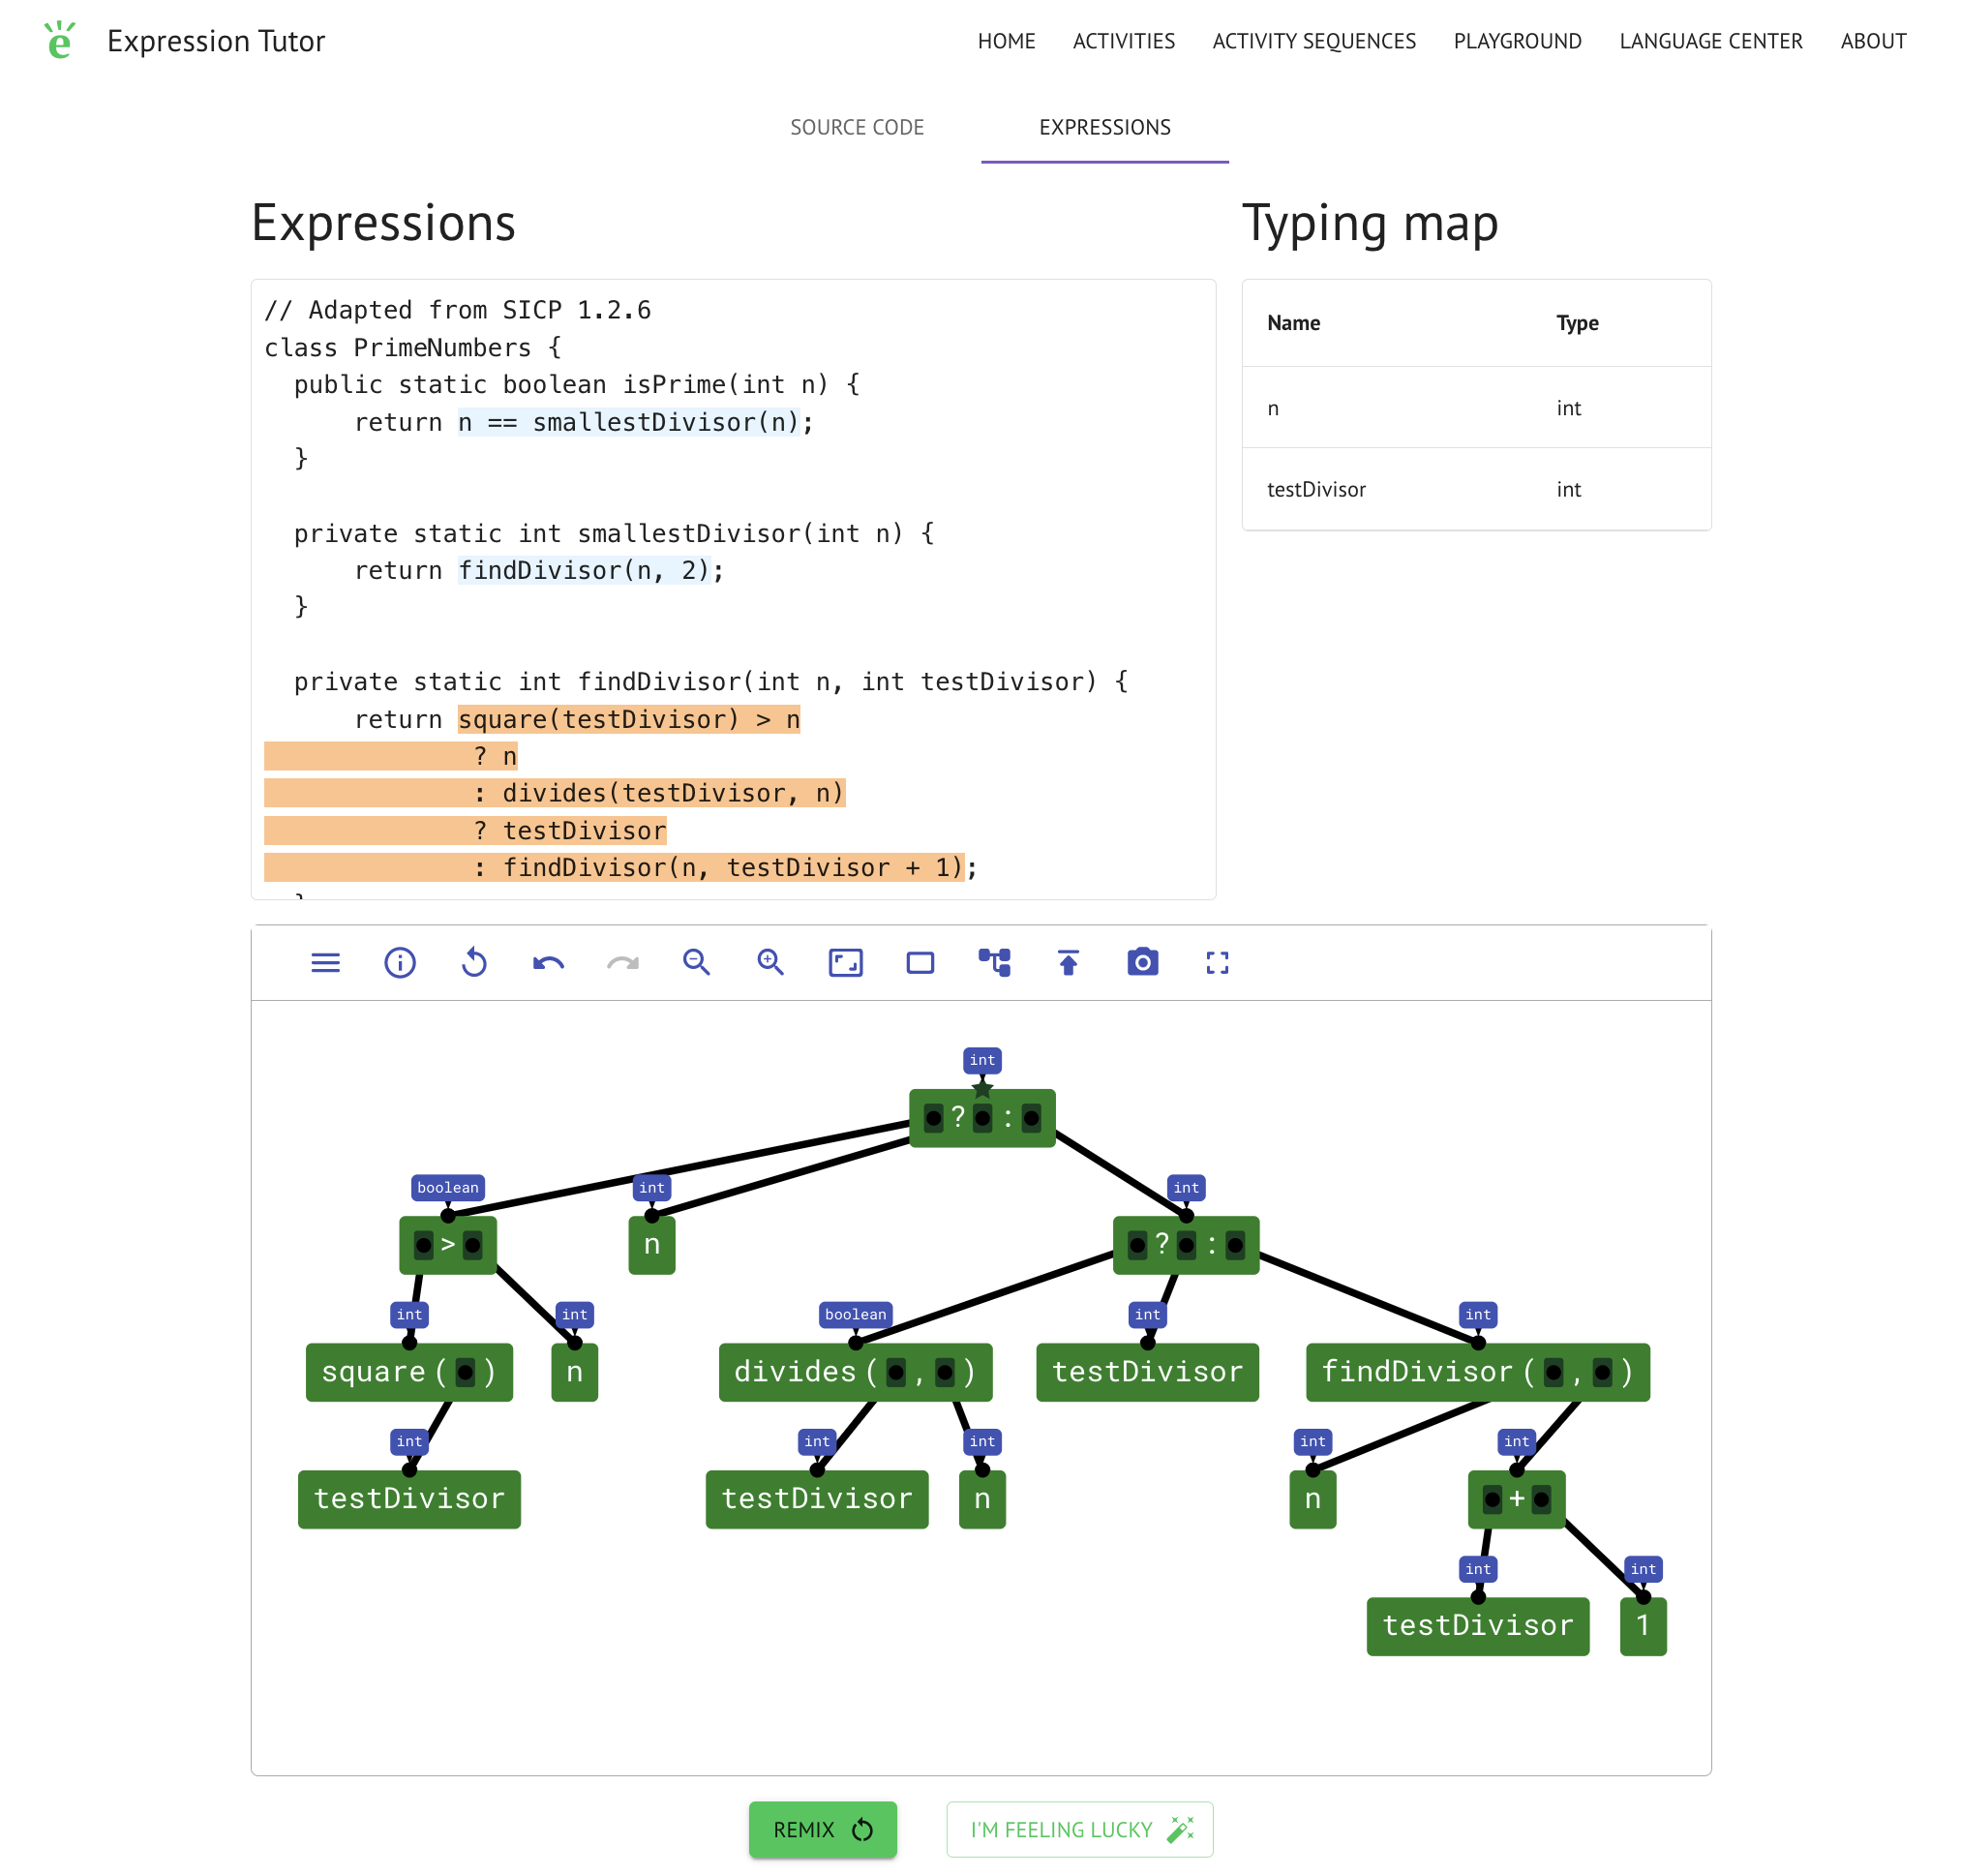 Expression Tutor
HOME ACTIVITIES ACTIVITY SEQUENCES PLAYGROUND LANGUAGE CENTER ABOUT
SOURCE CODE EXPRESSIONS
Expressions
// Adapted from SICP 1.2.6
class PrimeNumbers {
public static boolean isPrime(int n) {
return n == smallestDivisor(n);
}
private static int smallestDivisor(int n) {
return findDivisor(n, 2);
}
private static int findDivisor(int n, int testDivisor) {
return square(testDivisor) > n
? n
: divides(testDivisor, n)
? testDivisor
: findDivisor(n, testDivisor + 1);
}
Typing map
Name Type
n int
testDivisor int
int
? :
boolean int int
> n ? :
int int boolean int int
square ( ) n divides ( , ) testDivisor findDivisor ( , )
int int int int int
testDivisor testDivisor n n +
int int
testDivisor 1
REMIX I'M FEELING LUCKY